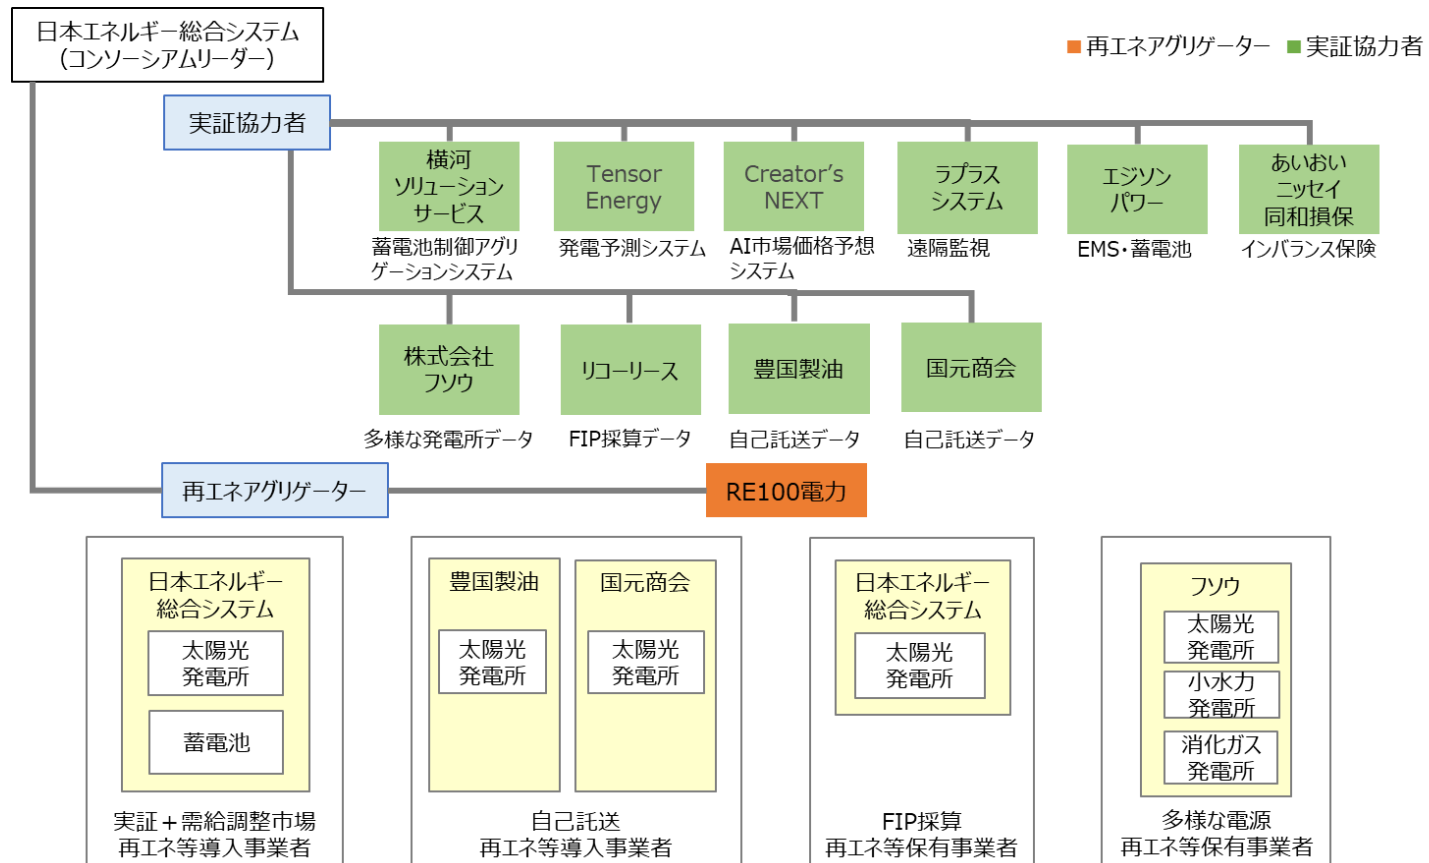 日本エネルギー総合システム
（コンソーシアムリーダー）
■再エネアグリゲーター ■実証協力者
実証協力者
横河
ソリューション
サービス
蓄電池制御アグリ
ゲーションシステム
Tensor
Energy
発電予測システム
Creator's
NEXT
AI市場価格予想
システム
ラプラス
システム
遠隔監視
エジソン
パワー
EMS・蓄電池
あいおい
ニッセイ
同和損保
インバランス保険
株式会社
フソウ
多様な発電所データ
リコーリース
FIP採算データ
豊国製油
自己託送データ
国元商会
自己託送データ
再エネアグリゲーター
RE100電力
日本エネルギー
総合システム
太陽光
発電所
蓄電池
実証＋需給調整市場
再エネ等導入事業者
豊国製油
太陽光
発電所
国元商会
太陽光
発電所
自己託送
再エネ等導入事業者
日本エネルギー
総合システム
太陽光
発電所
FIP採算
再エネ等保有事業者
フソウ
太陽光
発電所
小水力
発電所
消化ガス
発電所
多様な電源
再エネ等保有事業者